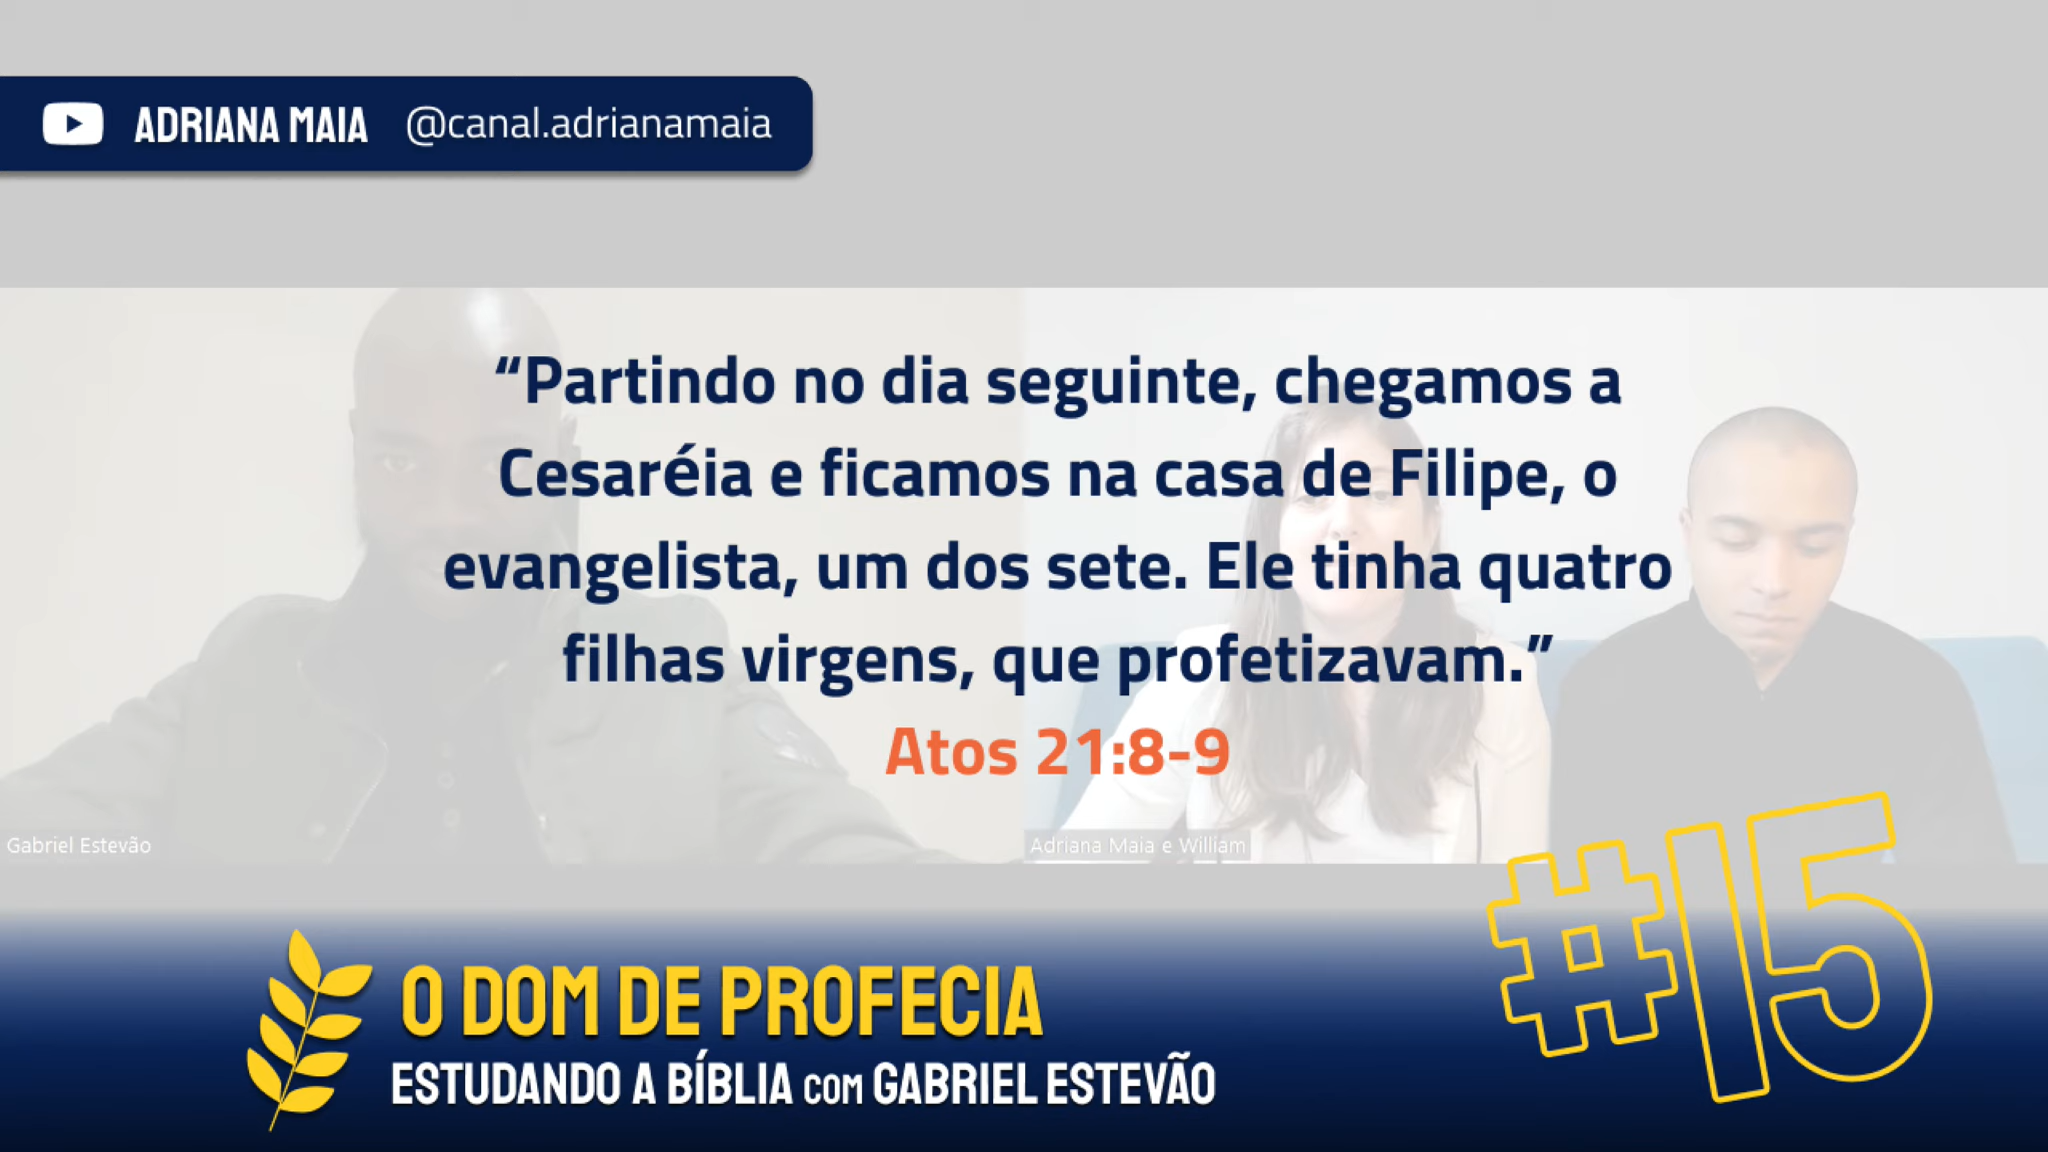 ADRIANA MAIA @canal.adrianamaia
“Partindo no dia seguinte, chegamos a
Cesaréia e ficamos na casa de Filipe, o
evangelista, um dos sete. Ele tinha quatro
filhas virgens, que profetizavam.”
Atos 21:8-9
Gabriel Estevão
Adriana Maia e William
#15
O DOM DE PROFECIA
ESTUDANDO A BÍBLIA COM GABRIEL ESTEVÃO